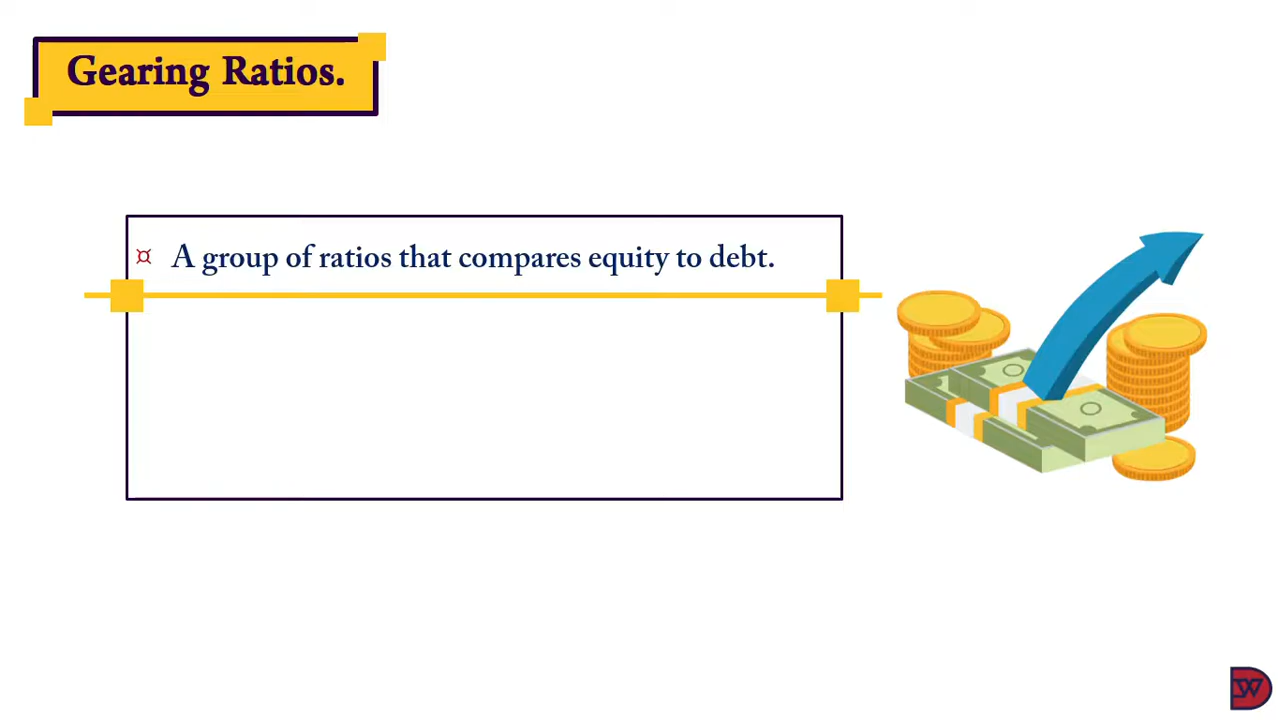 Gearing Ratios.
¤ A group of ratios that compares equity to debt.